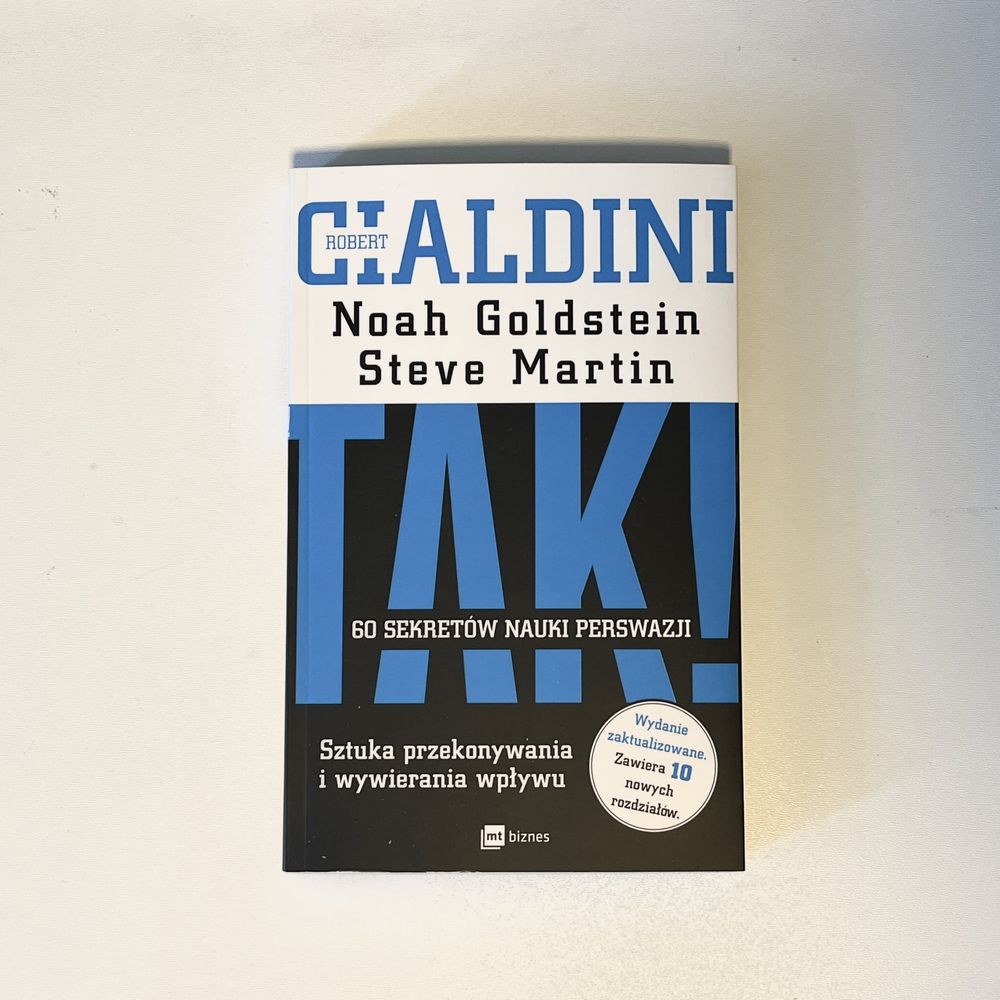 ROBERT
CIALDINI
Noah Goldstein
Steve Martin
TAK!
60 SEKRETÓW NAUKI PERSWAZJI
Sztuka przekonywania
i wywierania wpływu
Wydanie
zaktualizowane.
Zawiera 10
nowych
rozdziałów.
mt biznes